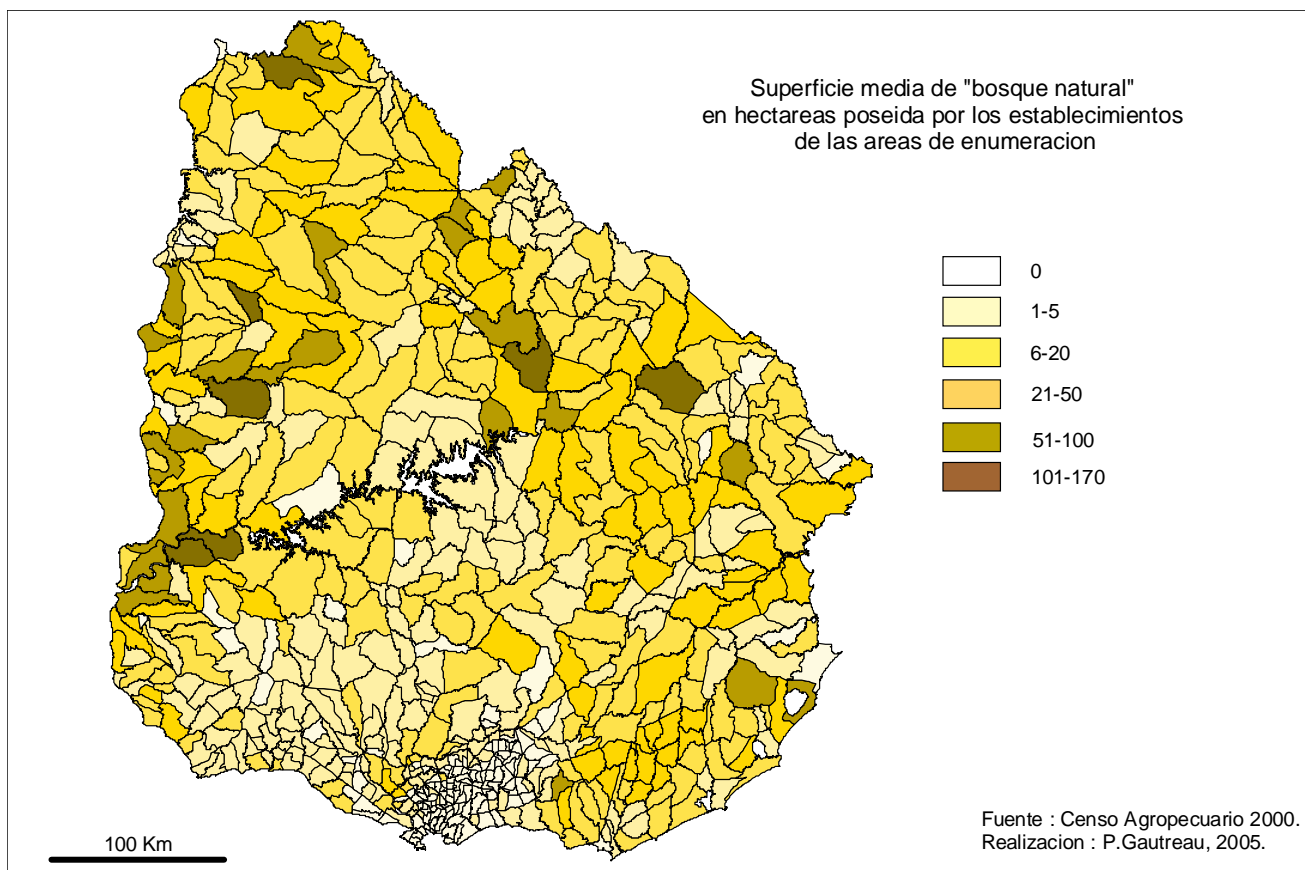 Superficie media de "bosque natural"
en hectareas poseida por los establecimientos
de las areas de enumeracion
0
1-5
6-20
21-50
51-100
101-170
100 Km
Fuente : Censo Agropecuario 2000.
Realizacion : P.Gautreau, 2005.